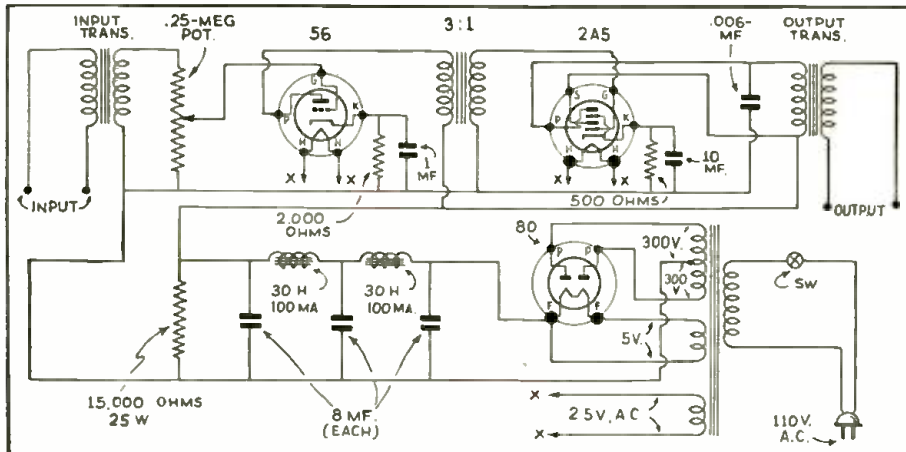 INPUT
TRANS.
.25-MEG
POT.
56
3:1
2A5
.006-
MF
OUTPUT
TRANS.
G
P
K
H
H
X
X
1
MF
2,000
OHMS
S
G
P
K
H
H
X
X
10
MF.
500 OHMS
INPUT
OUTPUT
80
P
P
F
F
300V.
300
V
5V.
SW
30 H
100 MA.
30 H
100 MA.
15,000 OHMS
25 W
8 MF.
(EACH)
X
X
2.5V, A C
110 V.
A.C.